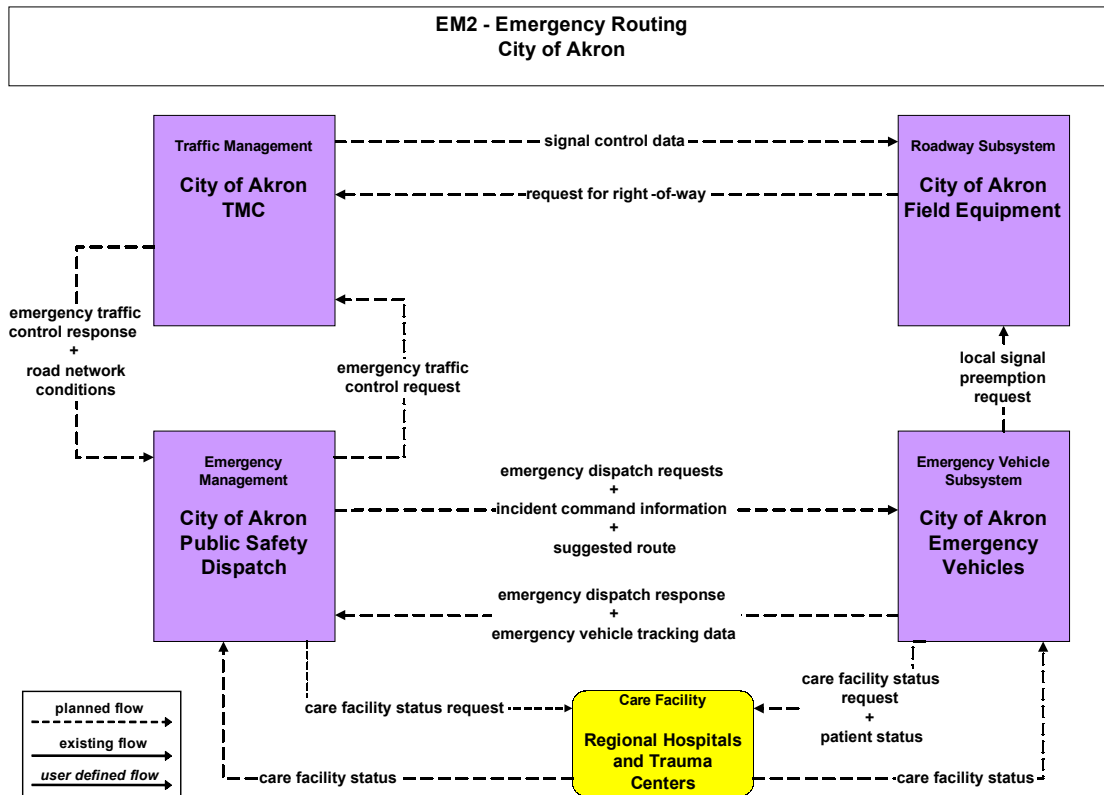 EM2 - Emergency Routing
City of Akron
Traffic Management
City of Akron
TMC
signal control data
request for right -of-way
Roadway Subsystem
City of Akron
Field Equipment
emergency traffic
control response
+
road network
conditions
emergency traffic
control request
local signal
preemption
request
Emergency
Management
City of Akron
Public Safety
Dispatch
emergency dispatch requests
+
incident command information
+
suggested route
emergency dispatch response
+
emergency vehicle tracking data
Emergency Vehicle
Subsystem
City of Akron
Emergency
Vehicles
care facility status request
care facility status
request
+
patient status
Care Facility
Regional Hospitals
and Trauma
Centers
care facility status
care facility status
planned flow
existing flow
user defined flow